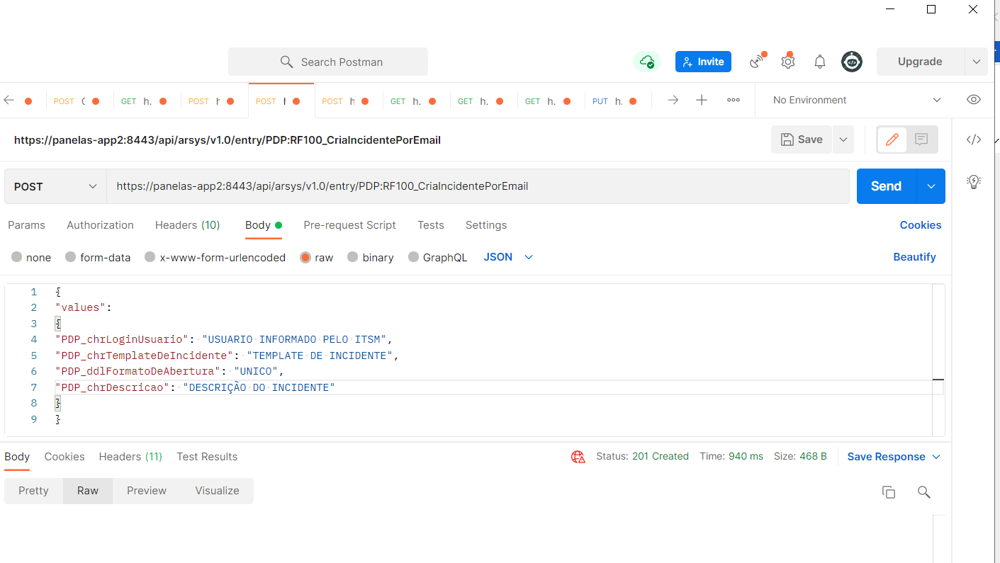 Search Postman
Invite
Upgrade
POST
GET h.
POST
POST
POST
GET h.
GET h.
GET h.
PUT h.
No Environment
https://panelas-app2:8443/api/arsys/v1.0/entry/PDP:RF100_CriaIncidentePorEmail
Save
POST
https://panelas-app2:8443/api/arsys/v1.0/entry/PDP:RF100_CriaIncidentePorEmail
Send
Params Authorization Headers (10) Body Pre-request Script Tests Settings Cookies
none form-data x-www-form-urlencoded raw binary GraphQL JSON Beautify
1 {
2 "values":
3 {
4 "PDP_chrLoginUsuario": "USUARIO INFORMADO PELO ITSM",
5 "PDP_chrTemplateDeIncidente": "TEMPLATE DE INCIDENTE",
6 "PDP_ddlFormatoDeAbertura": "UNICO",
7 "PDP_chrDescricao": "DESCRIÇÃO DO INCIDENTE"
8 }
9 }
Body Cookies Headers (11) Test Results Status: 201 Created Time: 940 ms Size: 468 B Save Response
Pretty Raw Preview Visualize